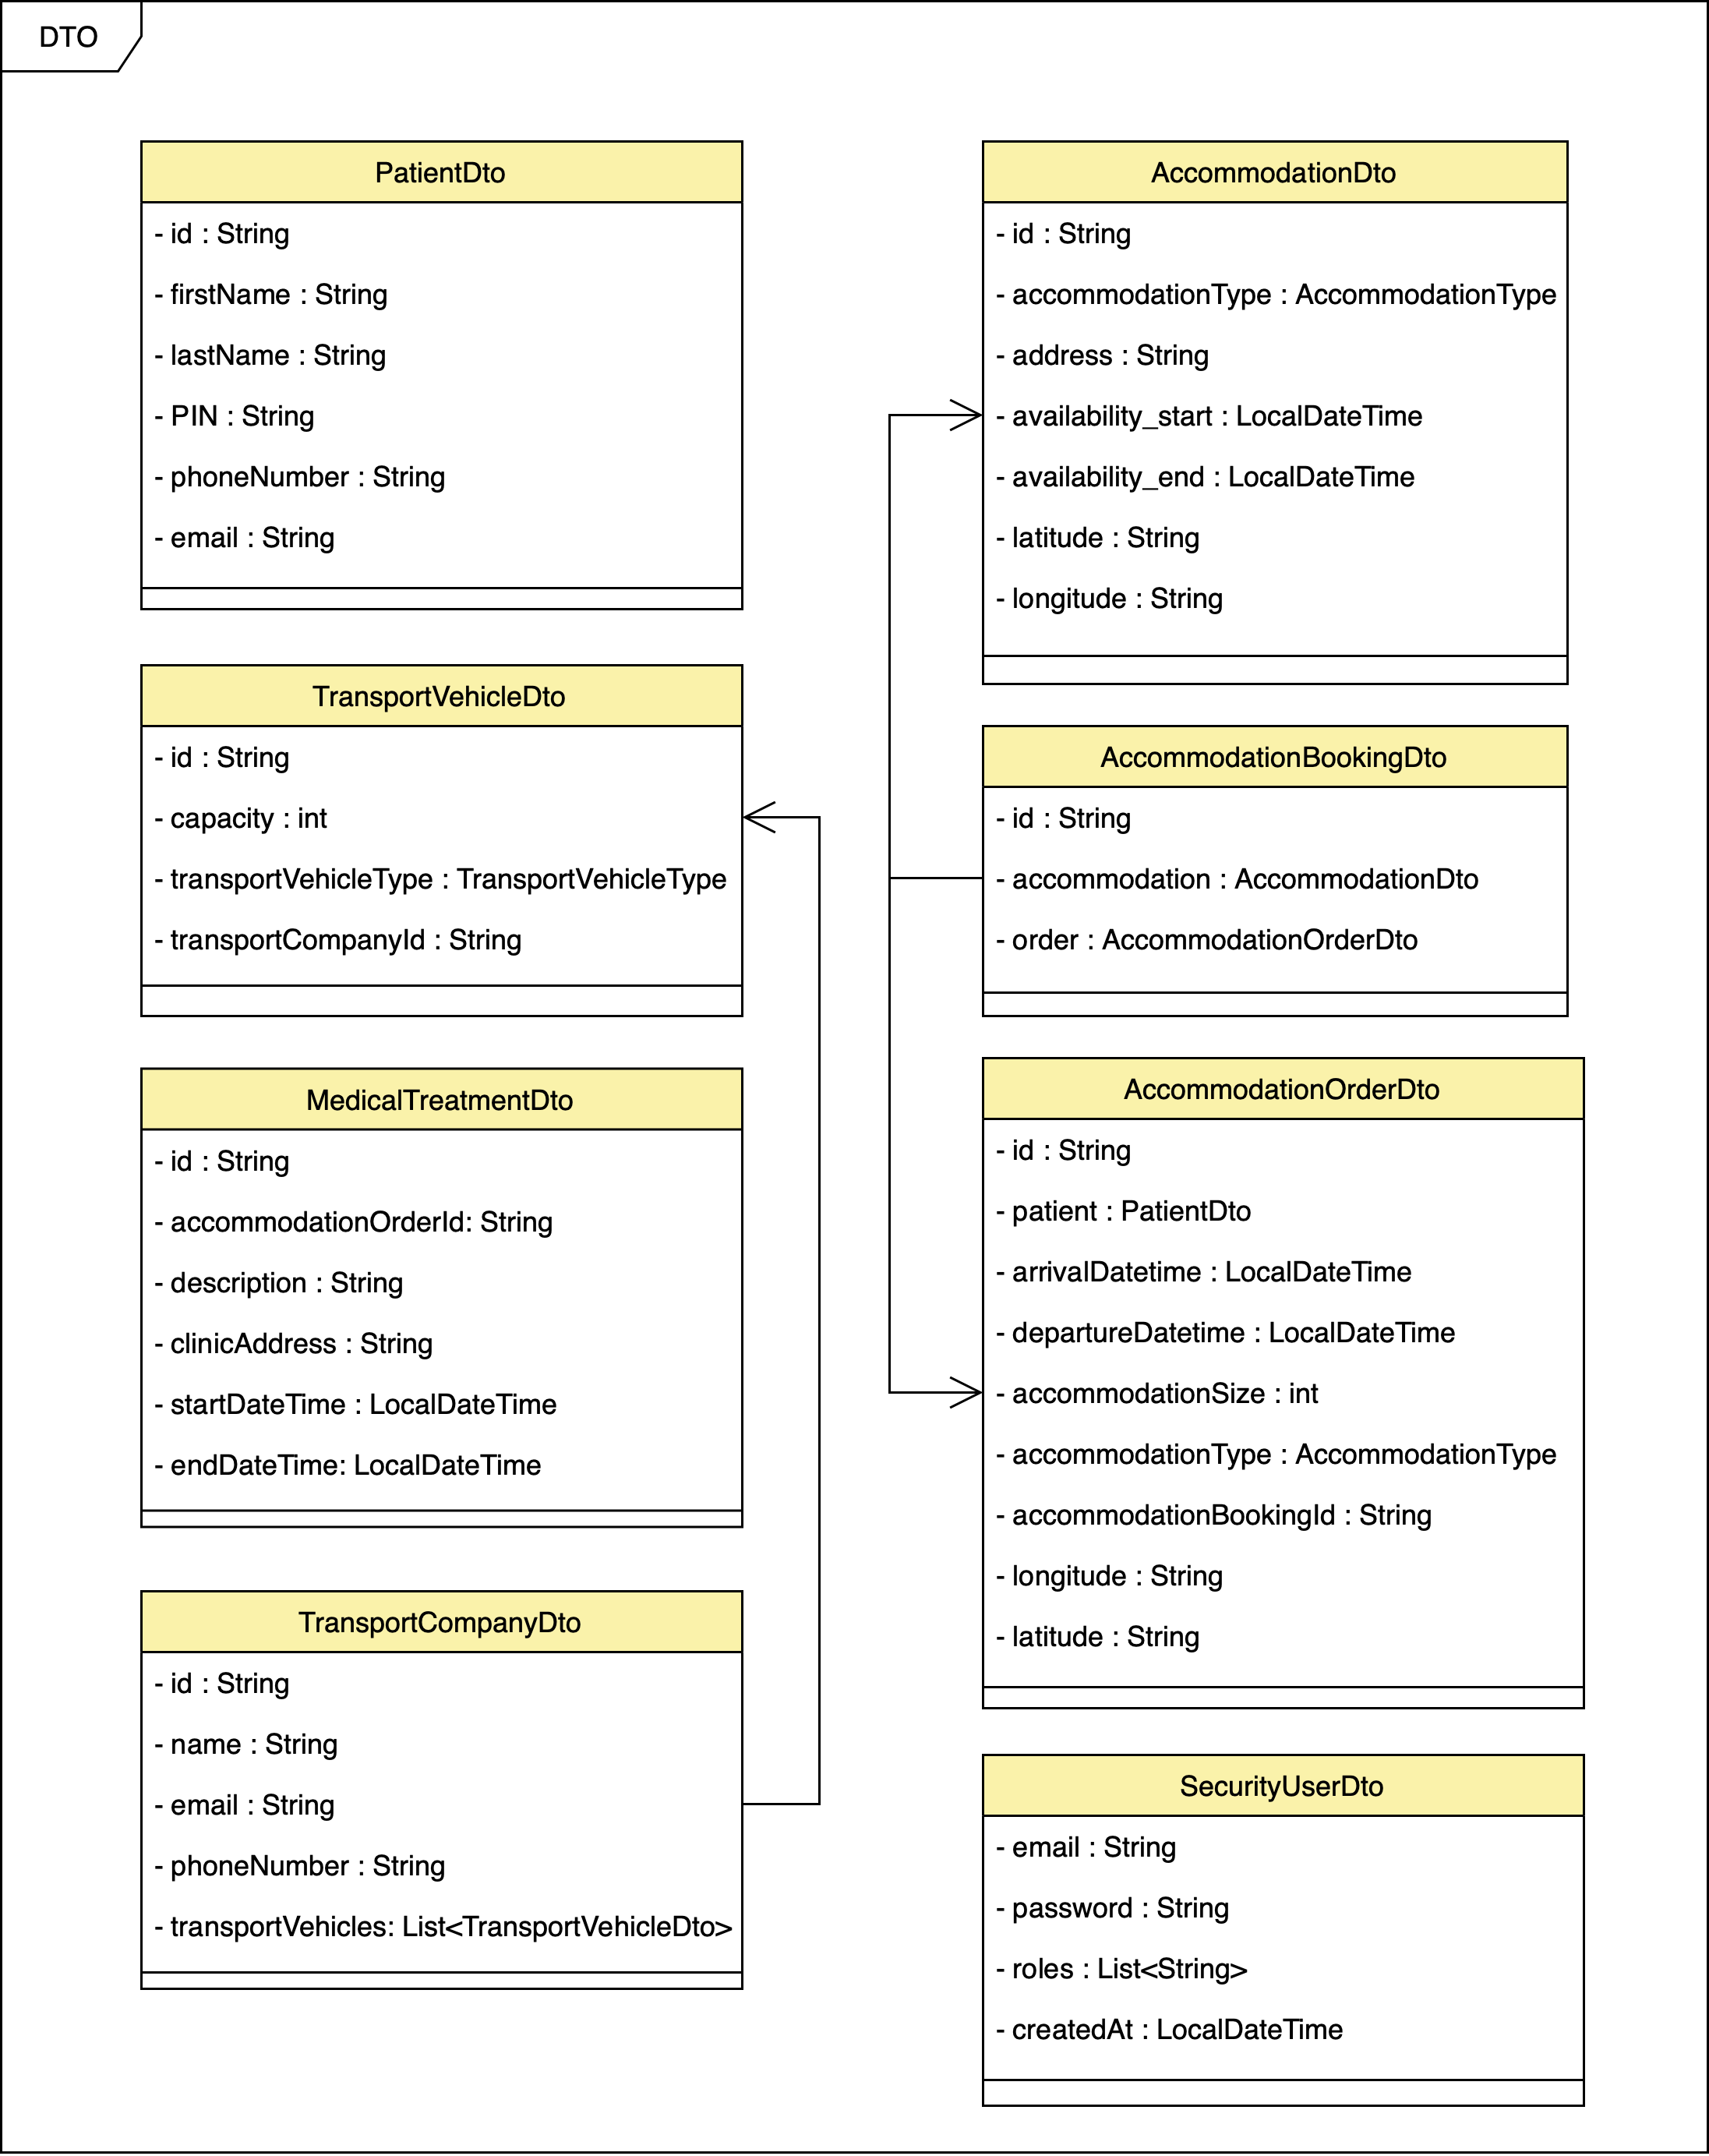 DTO
PatientDto
- id : String
- firstName : String
- lastName : String
- PIN : String
- phoneNumber : String
- email : String
TransportVehicleDto
- id : String
- capacity : int
- transportVehicleType : TransportVehicleType
- transportCompanyId : String
MedicalTreatmentDto
- id : String
- accommodationOrderId: String
- description : String
- clinicAddress : String
- startDateTime : LocalDateTime
- endDateTime: LocalDateTime
TransportCompanyDto
- id : String
- name : String
- email : String
- phoneNumber : String
- transportVehicles: List<TransportVehicleDto>
AccommodationDto
- id : String
- accommodationType : AccommodationType
- address : String
- availability_start : LocalDateTime
- availability_end : LocalDateTime
- latitude : String
- longitude : String
AccommodationBookingDto
- id : String
- accommodation : AccommodationDto
- order : AccommodationOrderDto
AccommodationOrderDto
- id : String
- patient : PatientDto
- arrivalDatetime : LocalDateTime
- departureDatetime : LocalDateTime
- accommodationSize : int
- accommodationType : AccommodationType
- accommodationBookingId : String
- longitude : String
- latitude : String
SecurityUserDto
- email : String
- password : String
- roles : List<String>
- createdAt : LocalDateTime